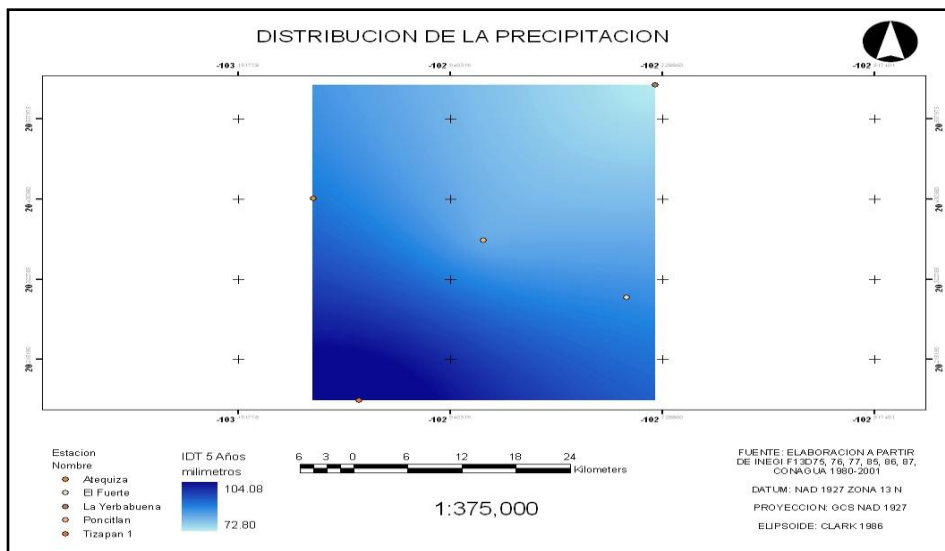 DISTRIBUCION DE LA PRECIPITACION
-103 -102 -102 -102
20 20
20 20
20 20
20 20
-103 -102 -102 -102
Estacion
Nombre
Atequiza
El Fuerte
La Yerbabuena
Poncitlan
Tizapan 1
IDT 5 Años
milimetros
104.08
72.80
6 3 0 6 12 18 24
Kilometers
1:375,000
FUENTE: ELABORACION A PARTIR
DE INEGI F13D75, 76, 77, 85, 86, 87,
CONAGUA 1980-2001
DATUM: NAD 1927 ZONA 13 N
PROYECCION: GCS NAD 1927
ELIPSOIDE: CLARK 1986